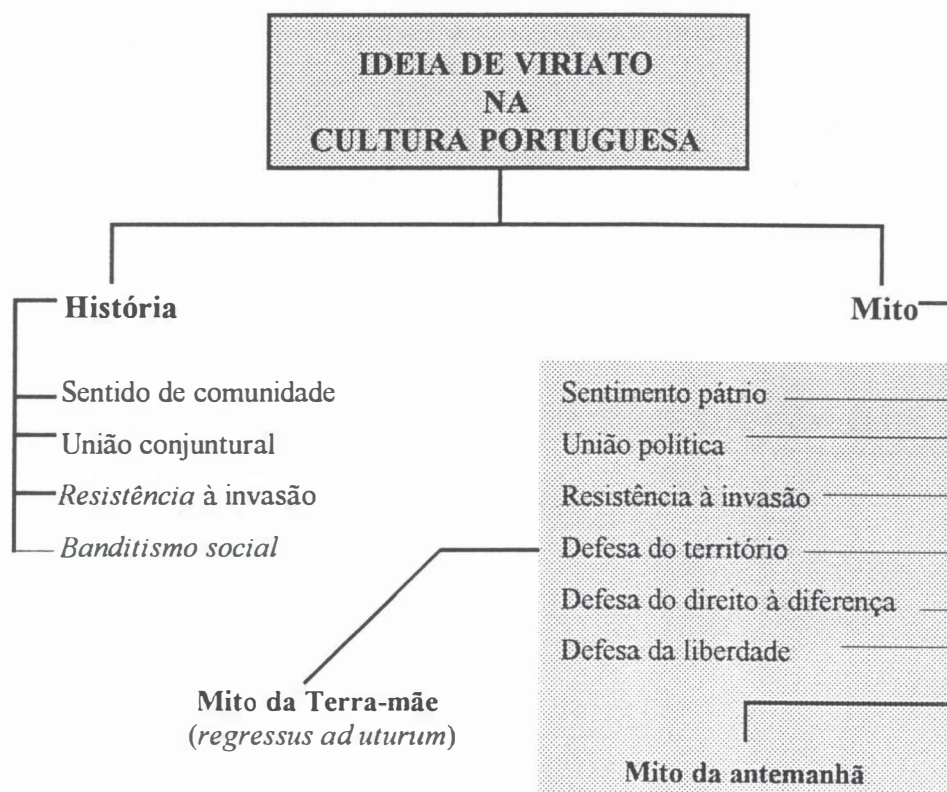 IDEIA DE VIRIATO
NA
CULTURA PORTUGUESA
História
Sentido de comunidade
União conjuntural
Resistência à invasão
Banditismo social
Mito
Sentimento pátrio
União política
Resistência à invasão
Defesa do território
Defesa do direito à diferença
Defesa da liberdade
Mito da Terra-mãe
(regressus ad uturum)
Mito da antemanhã